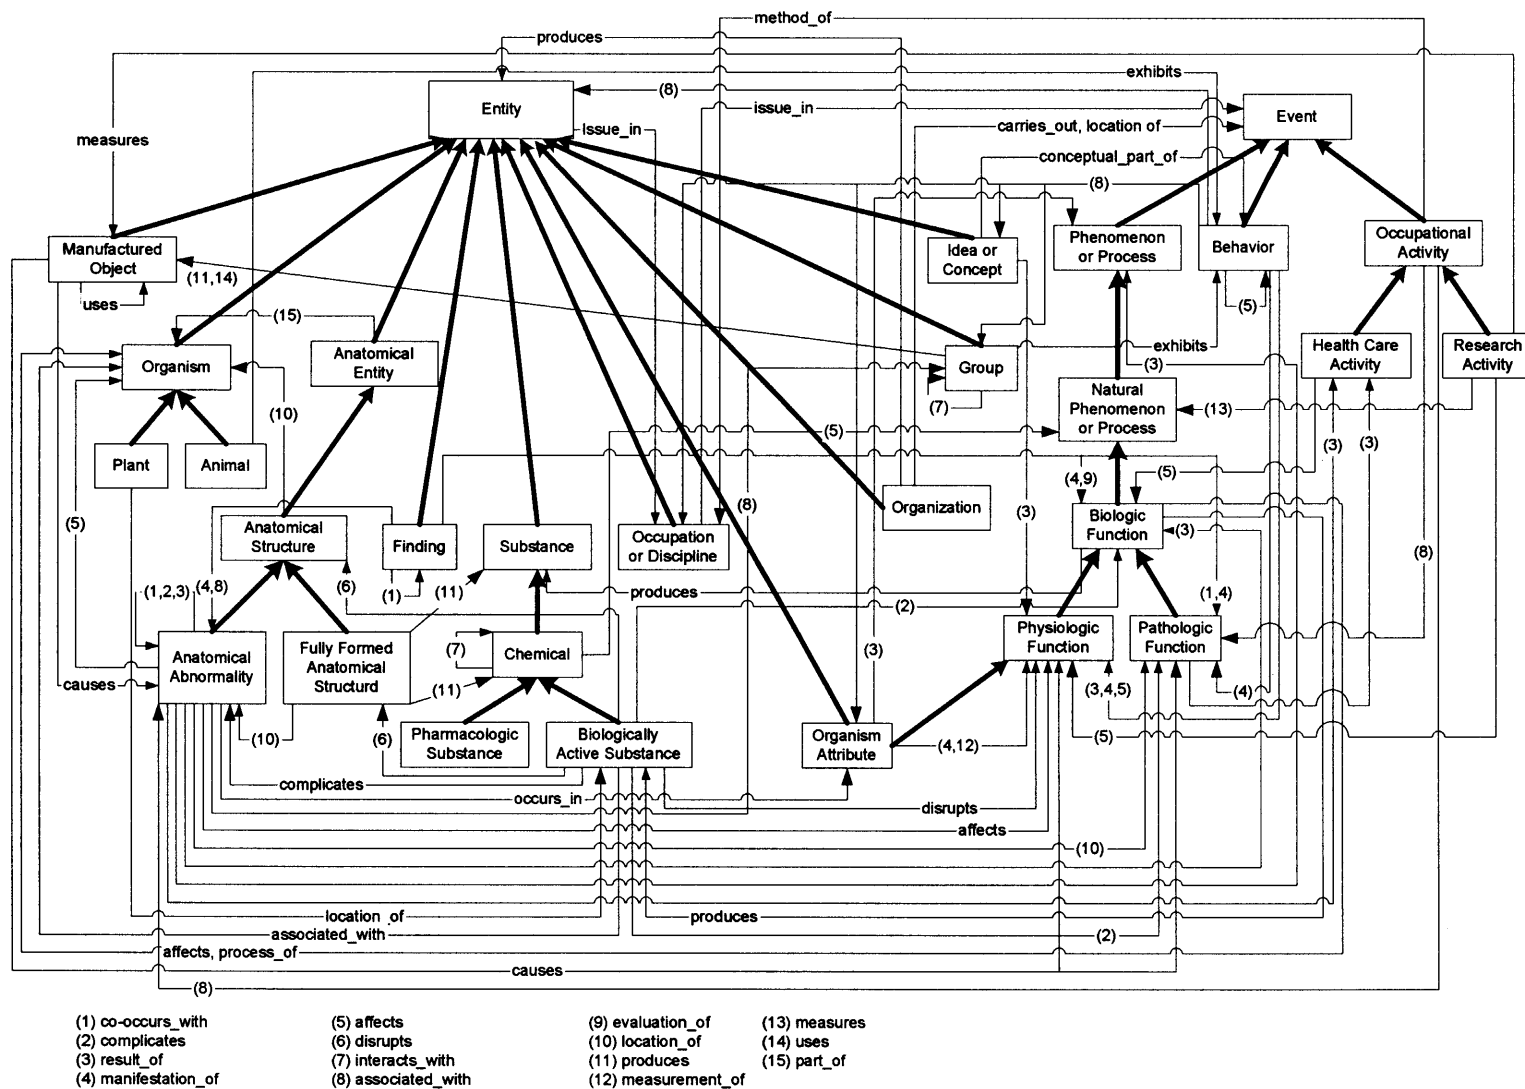 method_of
produces
exhibits
(8)
Entity
issue_in
Event
Issue_in
carries_out, location of
measures
conceptual_part_of
(8)
Manufactured
Object
(11,14)
Idea or
Concept
Phenomenon
or Process
Behavior
Occupational
Activity
uses
(5)
(15)
Organism
Anatomical
Entity
Group
exhibits
(3)
Health Care
Activity
Research
Activity
(10)
(7)
Natural
Phenomenon
or Process
(13)
(5)
(3)
(3)
Plant
Animal
(4,9)
(5)
(8)
Organization
(3)
(5)
Anatomical
Structure
Finding
Substance
Occupation
or Discipline
Biologic
Function
(3)
(8)
(1,2,3)
(4,8)
(6)
(1)
(11)
produces
(2)
(1,4)
Anatomical
Abnormality
Fully Formed
Anatomical
Structurd
(7)
Chemical
(3)
Physiologic
Function
Pathologic
Function
causes
(11)
(3,4,5)
(4)
(10)
(6)
Pharmacologic
Substance
Biologically
Active Substance
Organism
Attribute
(4,12)
(5)
complicates
occurs_in
disrupts
affects
(10)
location_of
produces
associated_with
(2)
affects, process_of
causes
(8)
(1) co-occurs_with
(2) complicates
(3) result_of
(4) manifestation_of
(5) affects
(6) disrupts
(7) interacts_with
(8) associated_with
(9) evaluation_of
(10) location_of
(11) produces
(12) measurement_of
(13) measures
(14) uses
(15) part_of